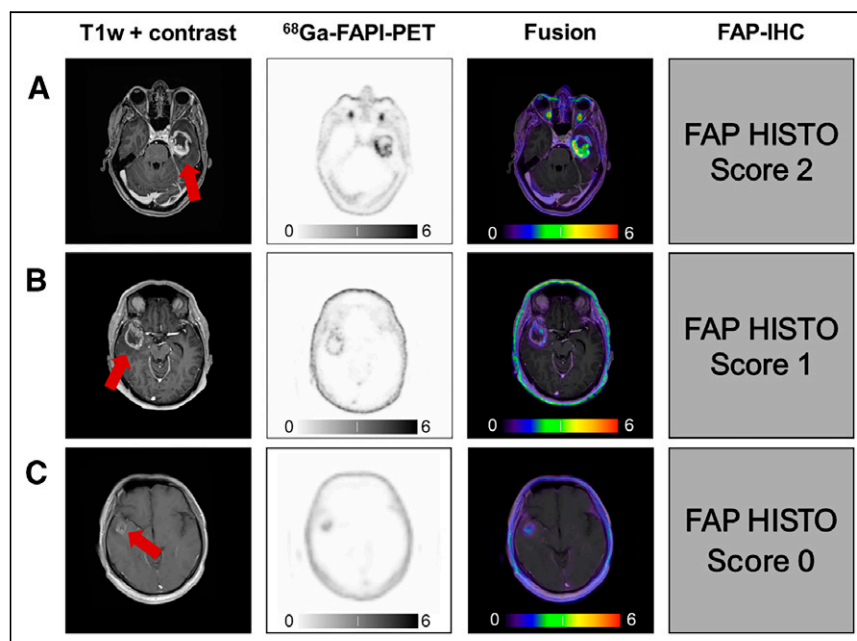 T1w + contrast ⁶⁸Ga-FAPI-PET Fusion FAP-IHC
A
FAP HISTO
Score 2
0 6 0 6
B
FAP HISTO
Score 1
0 6 0 6
C
FAP HISTO
Score 0
0 6 0 6